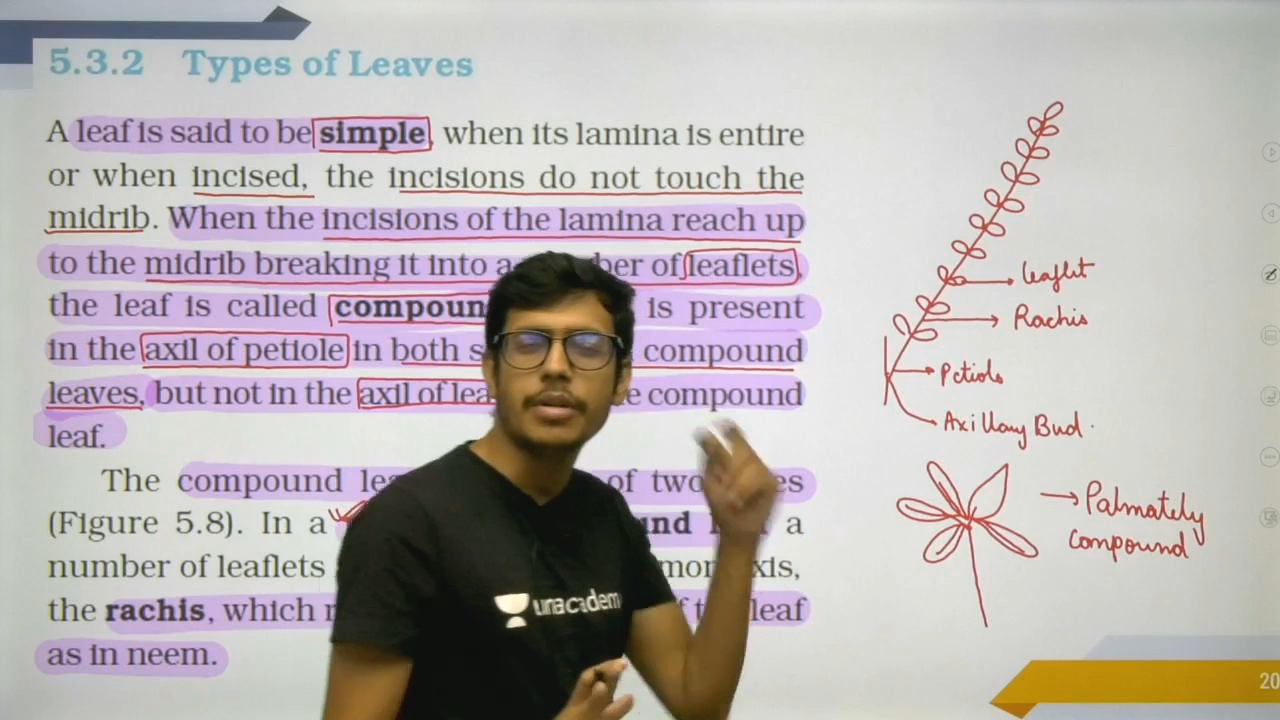 5.3.2 Types of Leaves
A leaf is said to be simple, when its lamina is entire
or when incised, the incisions do not touch the
midrib. When the incisions of the lamina reach up
to the midrib breaking it into a ber of leaflets,
the leaf is called compoun is present
in the axil of petiole in both s compound
leaves, but not in the axil of lea e compound
leaf.
The compound lea of two es
(Figure 5.8). In a und a
number of leaflets mon xis,
the rachis, which leaf
as in neem.
leaflet
Rachis
Petiole
Axillary Bud.
Palmately
compound
unacadem
20